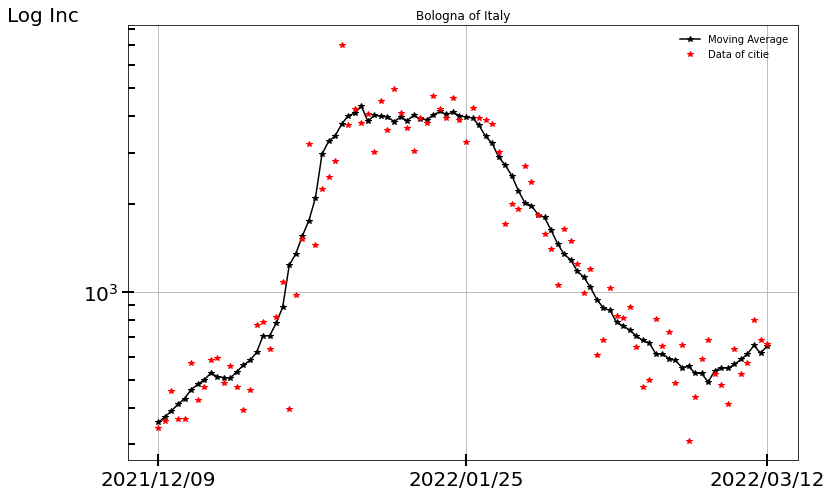 Log Inc
Bologna of Italy
Moving Average
Data of citie
10³
2021/12/09
2022/01/25
2022/03/12